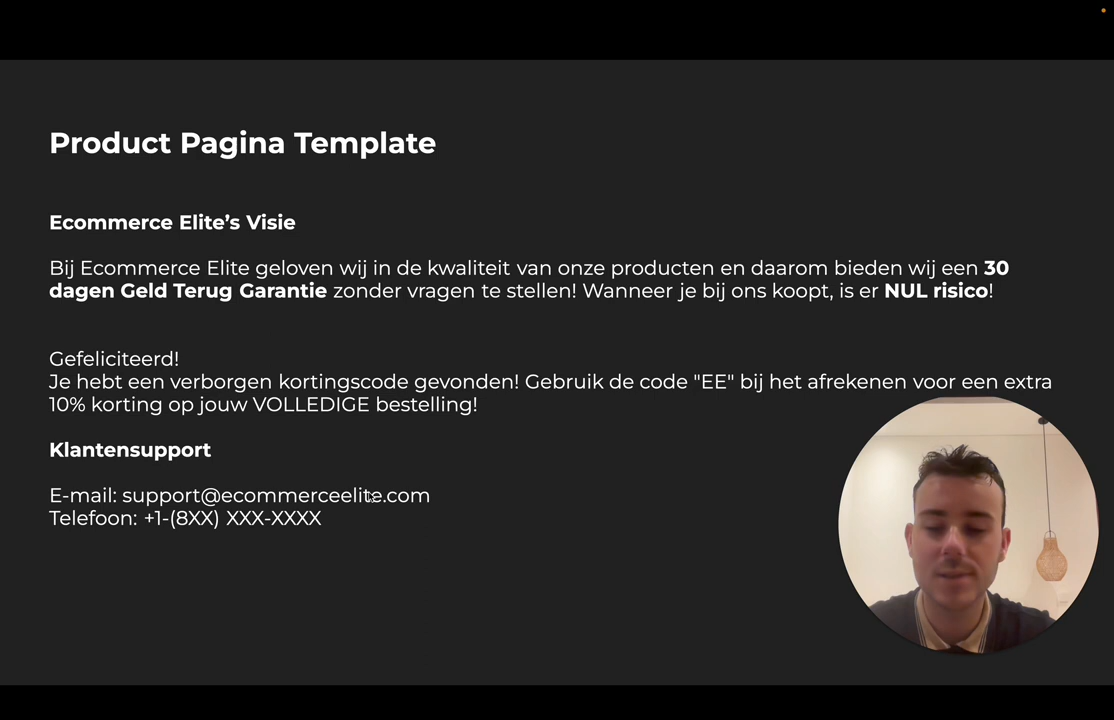 Product Pagina Template
Ecommerce Elite’s Visie
Bij Ecommerce Elite geloven wij in de kwaliteit van onze producten en daarom bieden wij een 30
dagen Geld Terug Garantie zonder vragen te stellen! Wanneer je bij ons koopt, is er NUL risico!
Gefeliciteerd!
Je hebt een verborgen kortingscode gevonden! Gebruik de code "EE" bij het afrekenen voor een extra
10% korting op jouw VOLLEDIGE bestelling!
Klantensupport
E-mail: support@ecommerceelite.com
Telefoon: +1-(8XX) XXX-XXXX